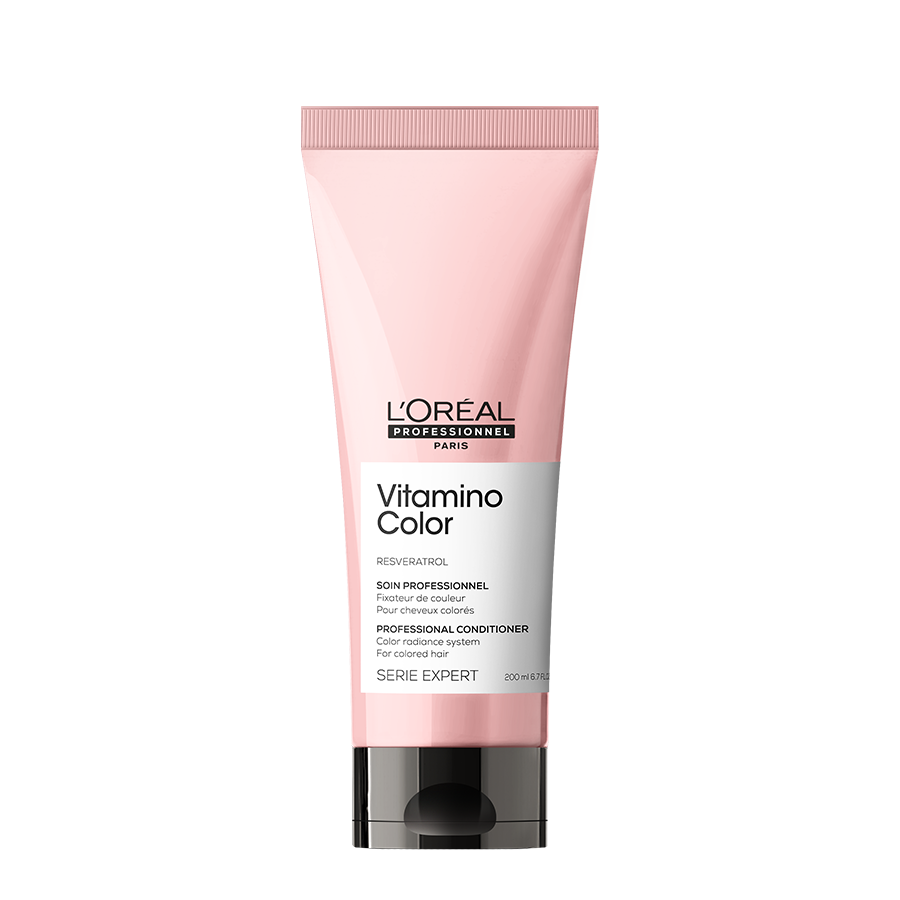 L'ORÉAL
PROFESSIONNEL
PARIS
Vitamino
Color
RESVERATROL
SOIN PROFESSIONNEL
Fixateur de couleur
Pour cheveux colorés
PROFESSIONAL CONDITIONER
Color radiance system
For colored hair
SERIE EXPERT
200 ml 6.7